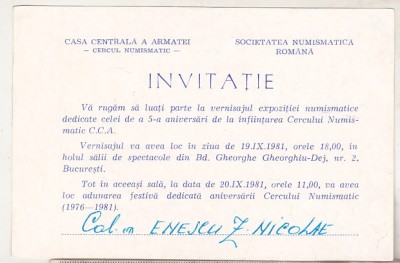 CASA CENTRALĂ A ARMATEI
— CERCUL NUMISMATIC —
SOCIETATEA NUMISMATICĂ
ROMÂNĂ
INVITAȚIE
Vă rugăm să luați parte la vernisajul expoziției numismatice
dedicate celei de a 5-a aniversări de la înființarea Cercului Numis-
matic C.C.A.
Vernisajul va avea loc în ziua de 19.IX.1981, orele 18,00, în
holul sălii de spectacole din Bd. Gheorghe Gheorghiu-Dej, nr. 2,
București.
Tot în aceeași sală, la data de 20.IX.1981, orele 11,00, va avea
loc adunarea festivă dedicată aniversării Cercului Numismatic
(1976—1981).
ENESCU Z. NICOLAE